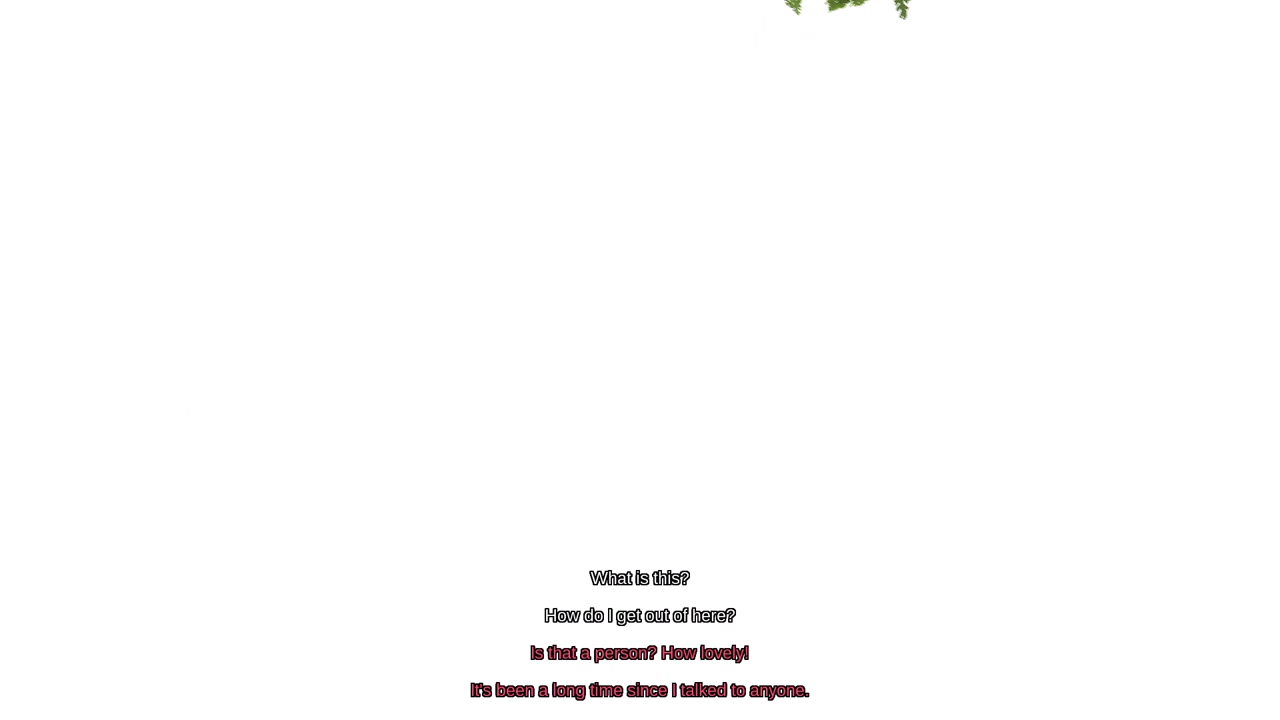 What is this?
How do I get out of here?
Is that a person? How lovely!
It's been a long time since I talked to anyone.